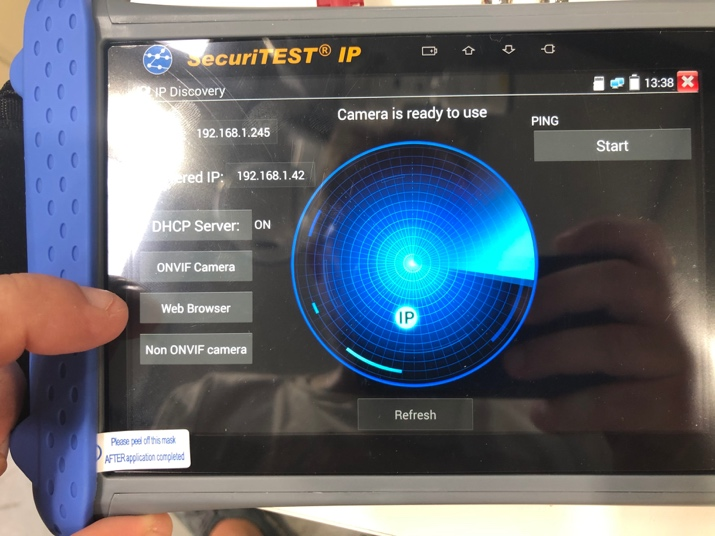 SecuriTEST® IP
IP Discovery
13:38
Camera is ready to use
PING
192.168.1.245
Start
ered IP: 192.168.1.42
DHCP Server: ON
ONVIF Camera
Web Browser
Non ONVIF camera
IP
Refresh
Please peel off this mask
AFTER application completed